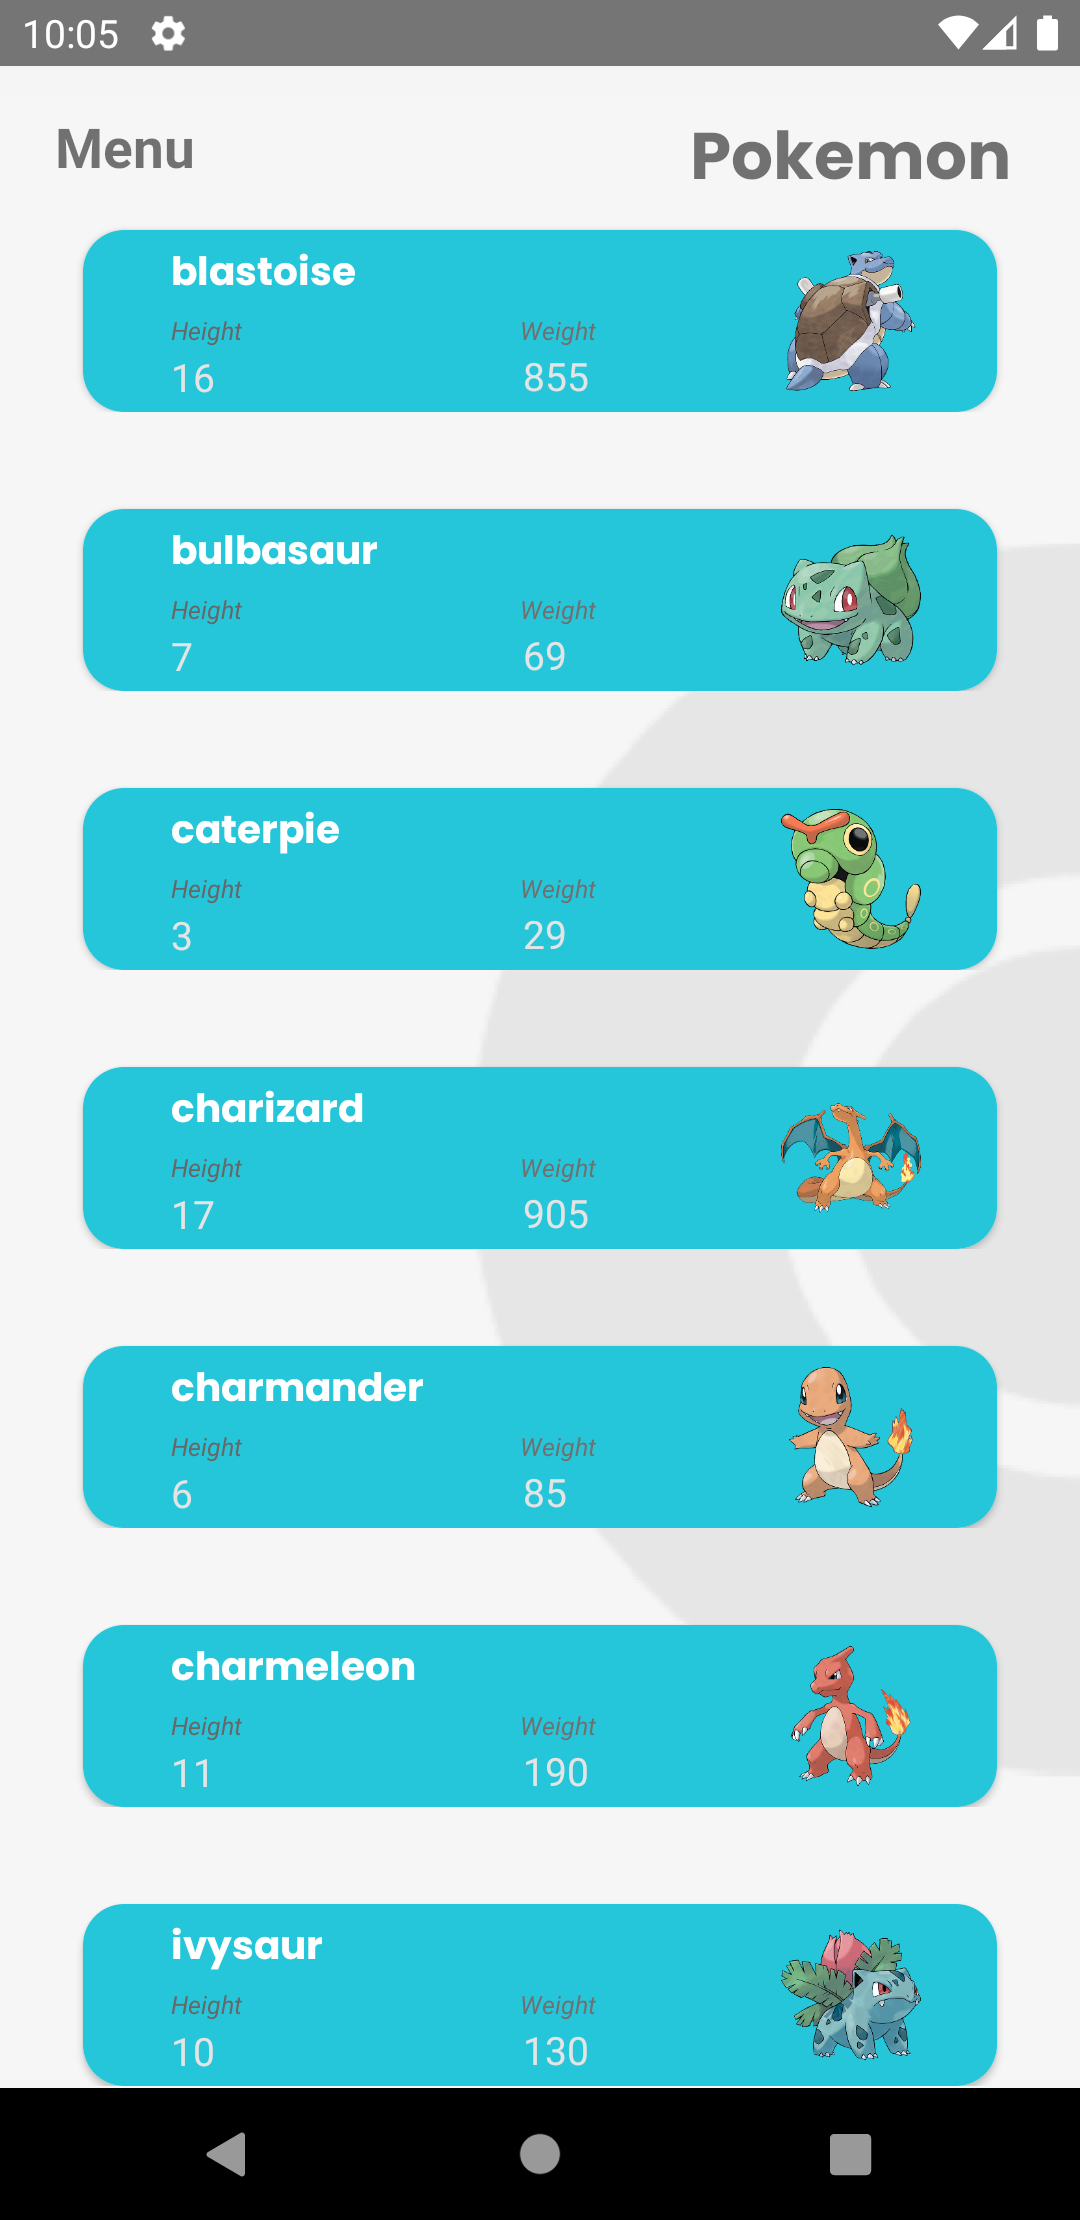 10:05
Menu
Pokemon
blastoise
Height Weight
16 855
bulbasaur
Height Weight
7 69
caterpie
Height Weight
3 29
charizard
Height Weight
17 905
charmander
Height Weight
6 85
charmeleon
Height Weight
11 190
ivysaur
Height Weight
10 130